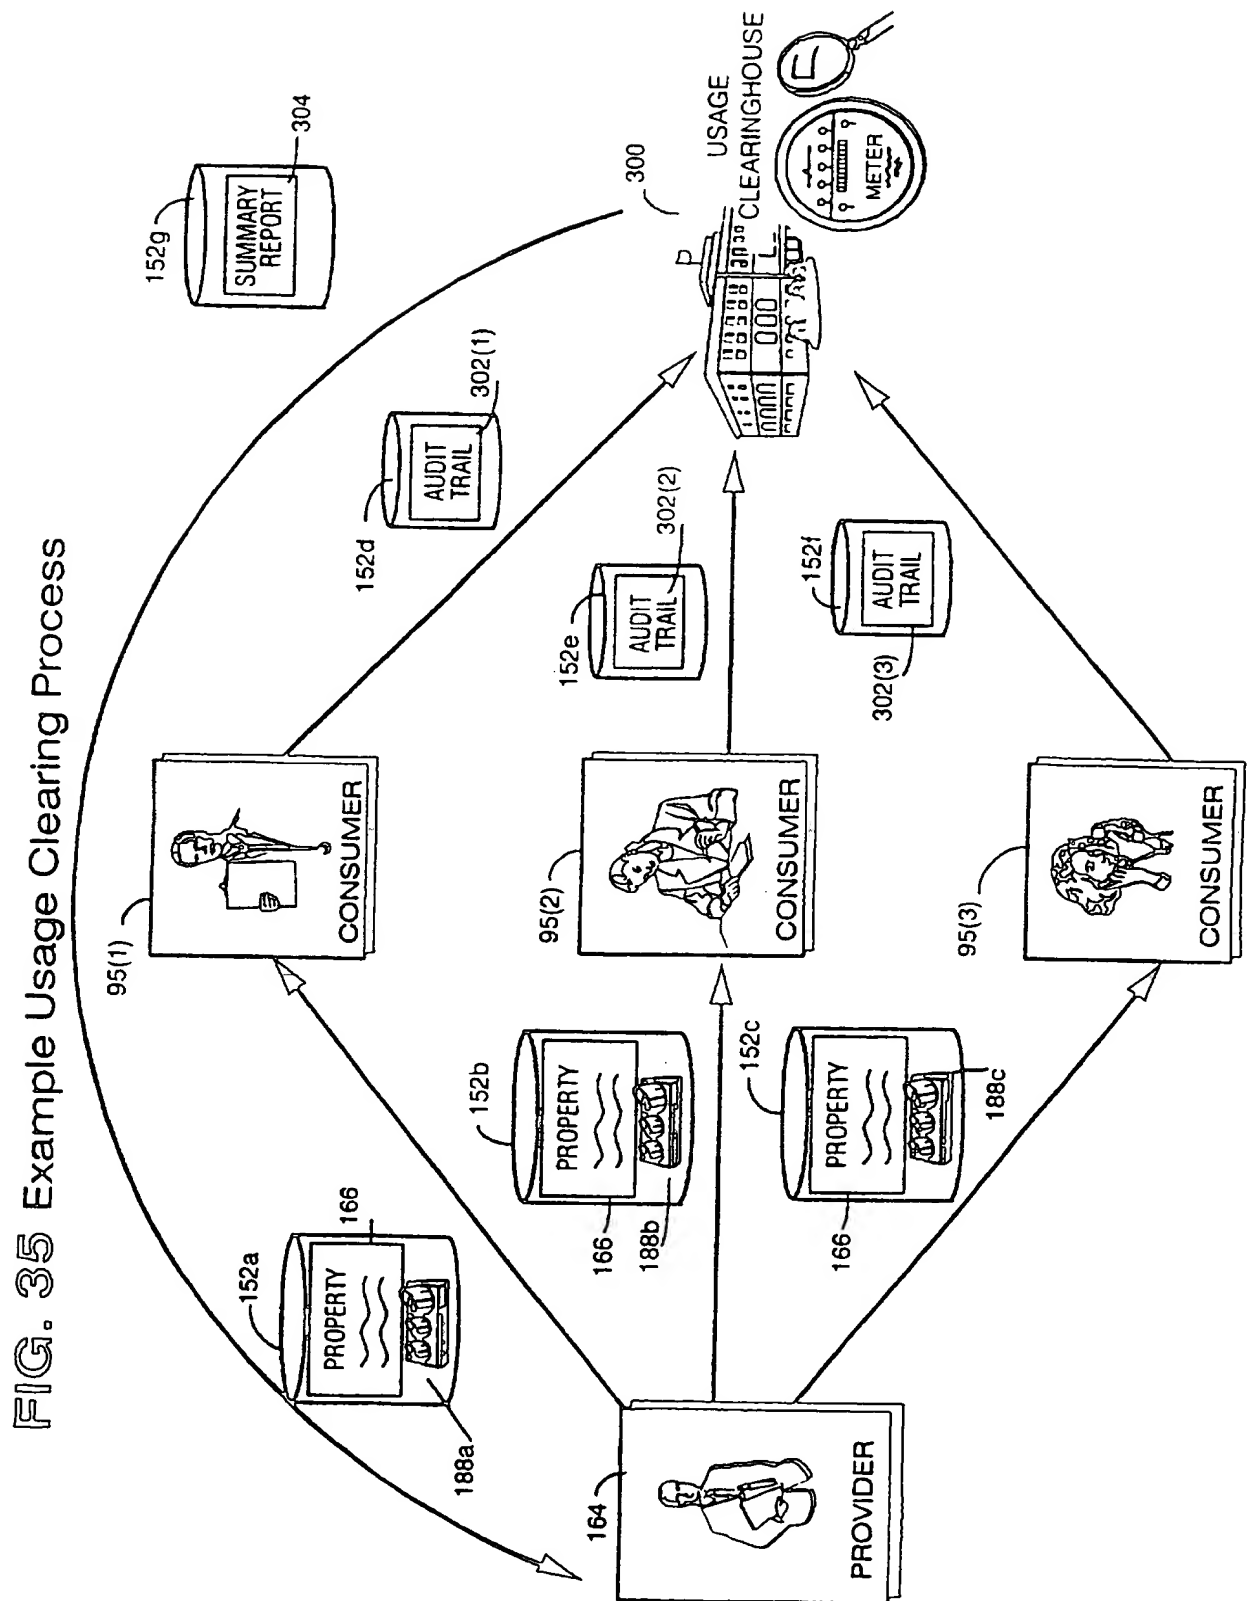 FIG. 35 Example Usage Clearing Process
152g
SUMMARY
REPORT
304
95(1)
CONSUMER
152d
AUDIT
TRAIL
302(1)
300
USAGE
CLEARINGHOUSE
METER
152a
166
PROPERTY
188a
152b
PROPERTY
166
188b
95(2)
CONSUMER
152e
AUDIT
TRAIL
302(2)
164
PROVIDER
152c
PROPERTY
166
188c
95(3)
CONSUMER
152f
AUDIT
TRAIL
302(3)